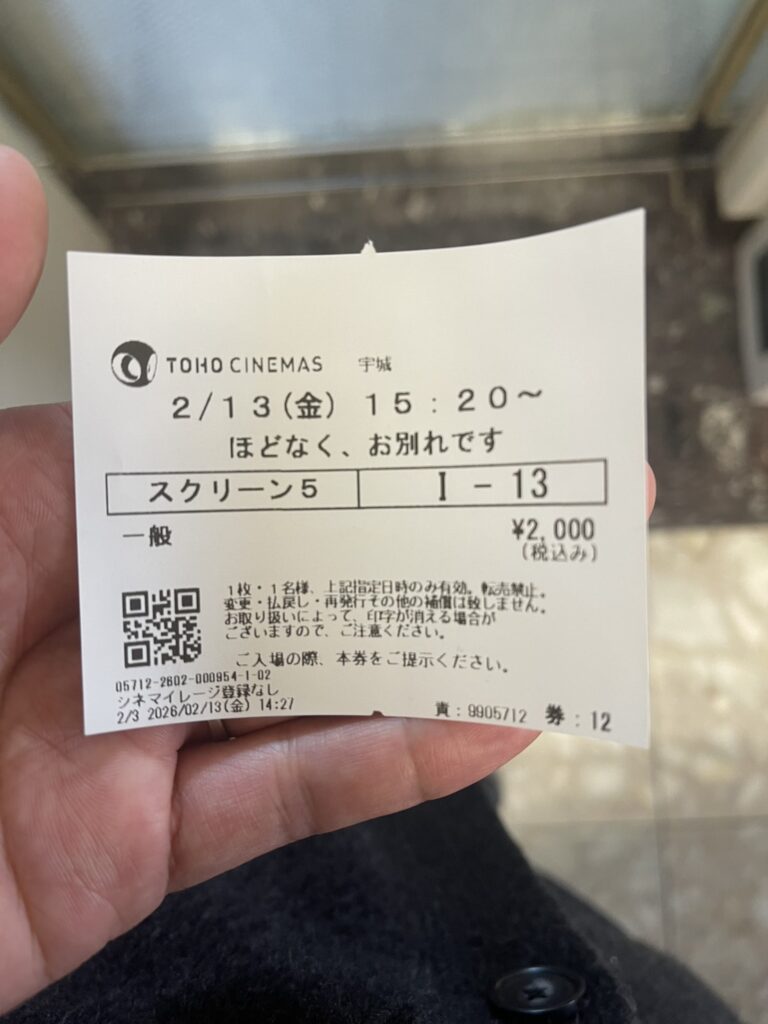 TOHO CINEMAS 宇城
2/13(金) 15:20~
ほどなく、お別れです
スクリーン5 I - 13
一般 ¥2,000
(税込み)
1枚・1名様、上記指定日時のみ有効。転売禁止。
変更・払戻し・再発行その他の補償は致しません。
お取り扱いによって、印字が消える場合が
ございますので、ご注意ください。
ご入場の際、本券をご提示ください。
05712-2602-000954-1-02
シネマイレージ登録なし
2/3 2026/02/13(金) 14:27 責:9905712 券:12